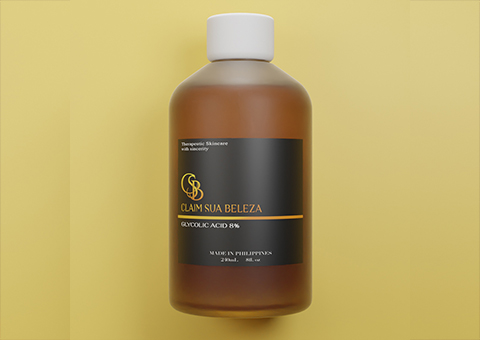 Therapeutic Skincare
with sincerity
CSB
CLAIM SUA BELEZA
GLYCOLIC ACID 8%
MADE IN PHILIPPINES
240mL 8fl oz